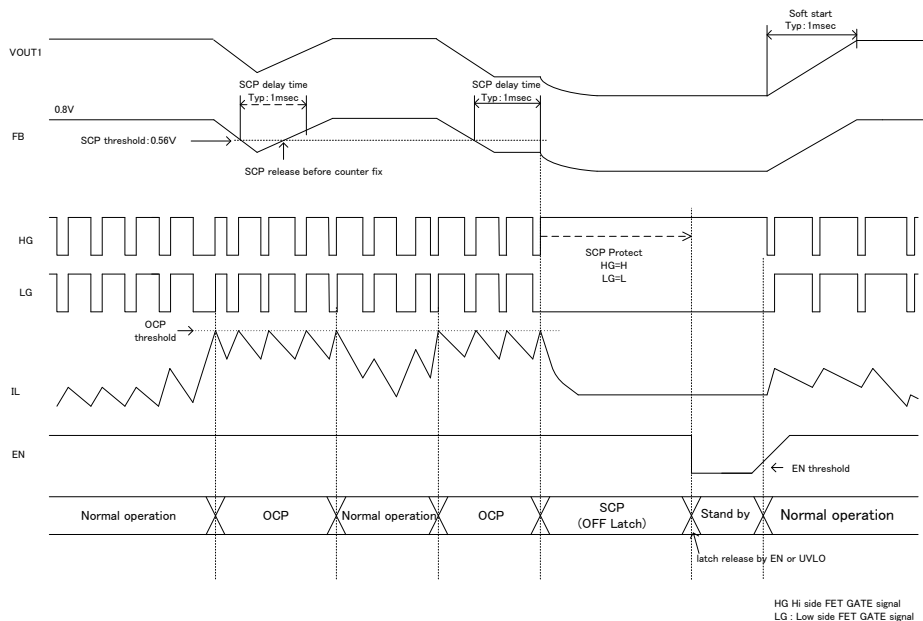 Soft start
Typ: 1msec
VOUT1
SCP delay time
Typ: 1msec
SCP delay time
Typ: 1msec
0.8V
FB
SCP threshold: 0.56V
SCP release before counter fix
HG
SCP Protect
HG=H
LG=L
LG
OCP
threshold
IL
EN
EN threshold
Normal operation
OCP
Normal operation
OCP
SCP
(OFF Latch)
Stand by
Normal operation
latch release by EN or UVLO
HG Hi side FET GATE signal
LG : Low side FET GATE signal